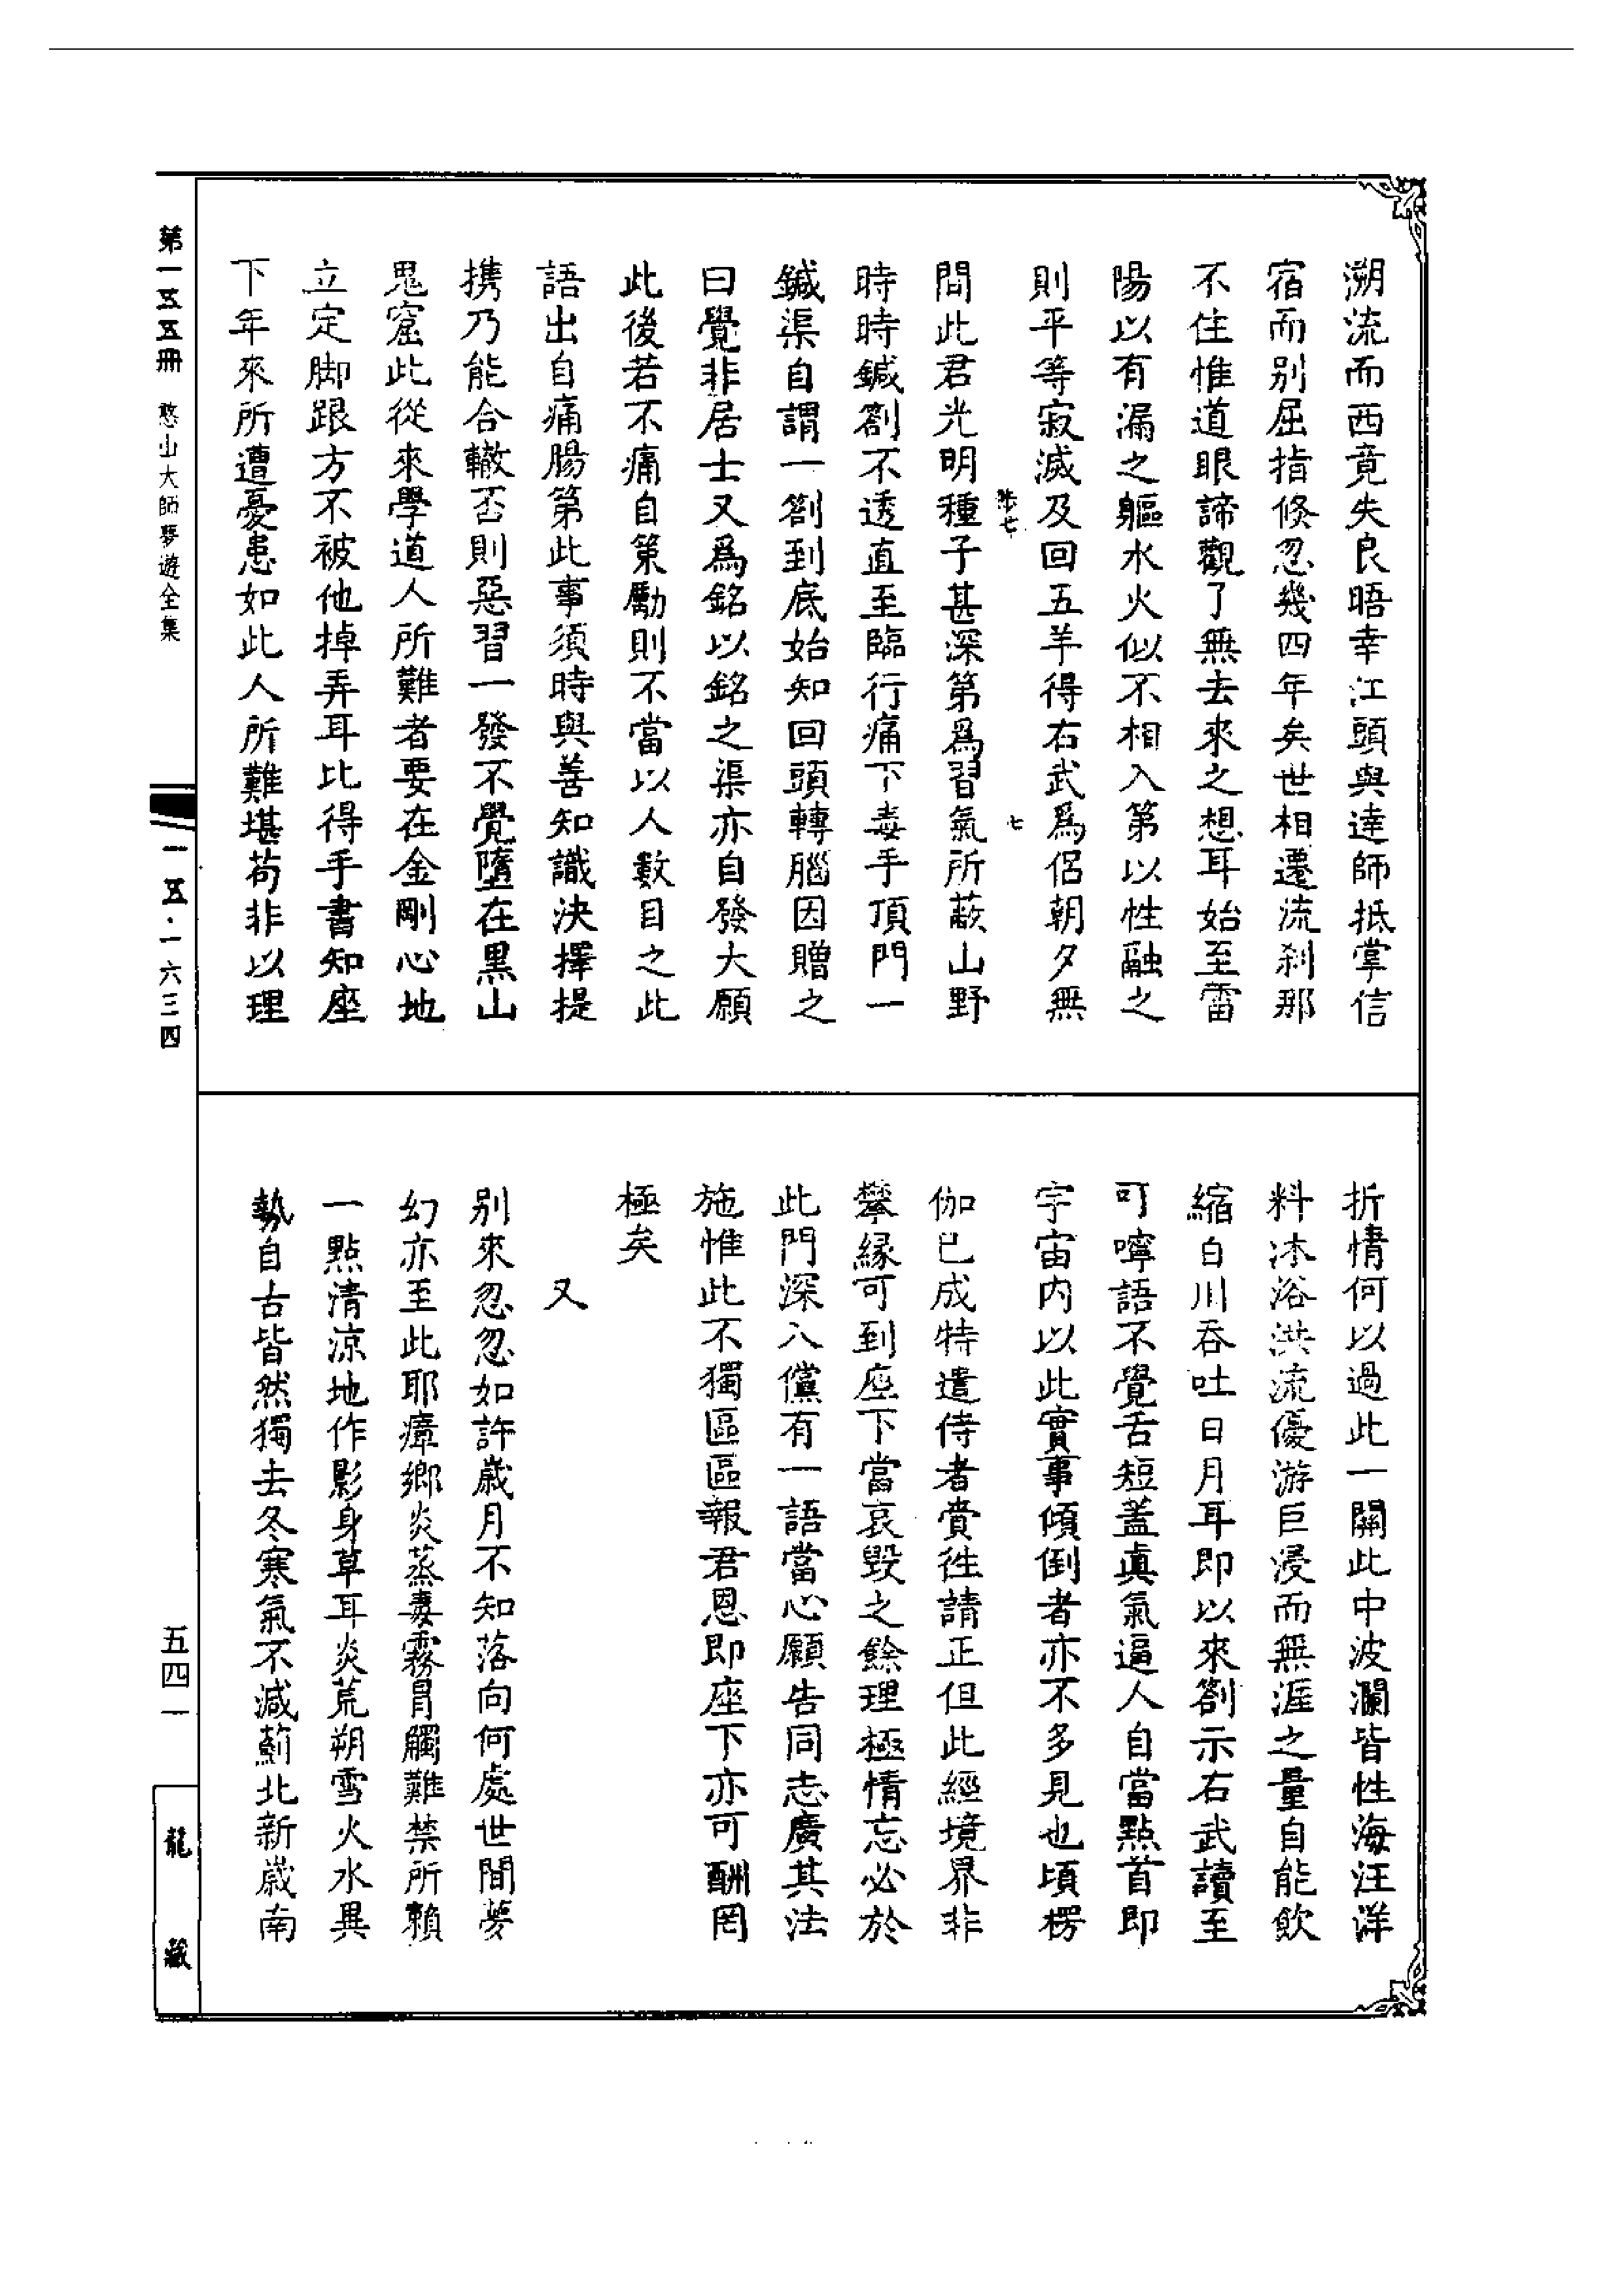 溯流而西竟失良晤幸江頭與達師抵掌信
宿而別屈指倐忽幾四年矣世相遷流刹那
不住惟道眼諦觀了無去來之想耳始至雷
陽以有漏之軀水火似不相入第以性融之
則平等寂滅及回五羊得右武爲侶朝夕無
七
間此君光明種子甚深第爲習氣所蔽山野
時時鍼劄不透直至臨行痛下毒手頂門一
鍼渠自謂一劄到底始知回頭轉腦因贈之
曰覺非居士又爲銘以銘之渠亦自發大願
此後若不痛自策勵則不當以人數目之此
語出自痛腸第此事須時與善知識決擇提
携乃能合轍否則惡習一發不覺墮在黒山
鬼窟此從來學道人所難者要在金剛心地
立定脚跟方不被他掉弄耳比得手書知座
下年來所遭憂患如此人所難堪苟非以理
折情何以過此一關此中波瀾皆性海汪洋
料沐浴洪流優游巨浸而無涯之量自能飲
縮百川吞吐日月耳即以來劄示右武讀至
可嚀語不覺舌短蓋眞氣逼人自當點首即
宇宙内以此實事傾倒者亦不多見也頃楞
伽已成特遣侍者賫徃請正但此經境界非
攀緣可到座下當哀毀之餘理極情忘必於
此門深入儻有一語當心願告同志廣其法
施惟此不獨區區報君恩即座下亦可酬罔
極矣
又
別來忽忽如許歲月不知落向何處世間夢
幻亦至此耶瘴鄉炎蒸毒霧冒觸難禁所賴
一點清涼地作影身草耳炎荒朔雪火水異
勢自古皆然獨去冬寒氣不減薊北新歲南
第一五五冊 憨山大師夢遊全集
一五·一六三四
五四一
龍藏